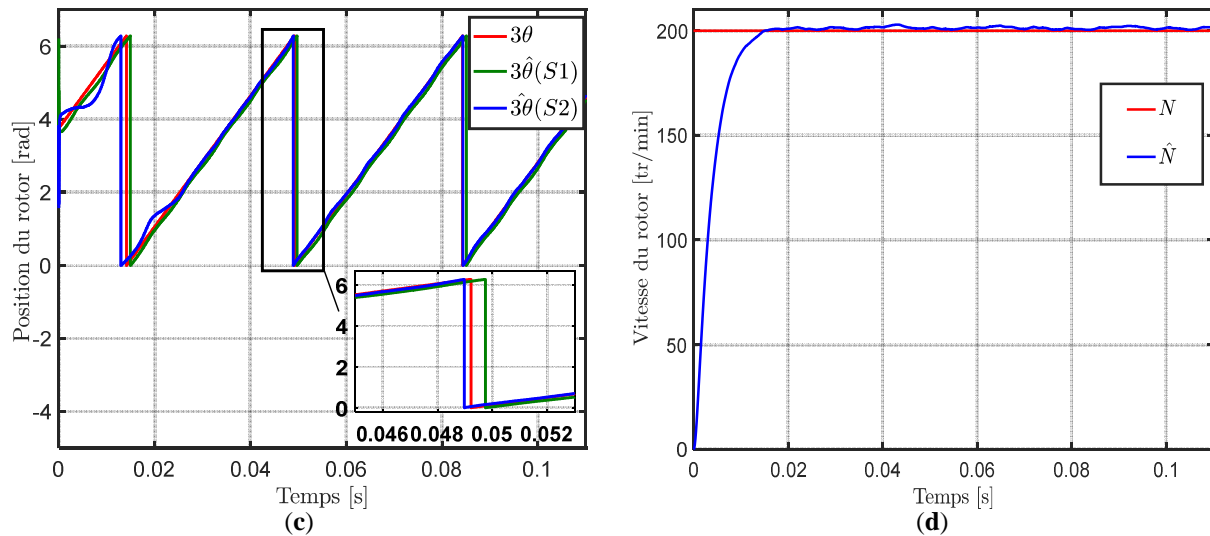 6
4
2
0
-2
-4
Position du rotor [rad]
3θ
3θ̂(S1)
3θ̂(S2)
6
4
2
0
0.046 0.048 0.05 0.052
0 0.02 0.04 0.06 0.08 0.1
Temps [s]
(c)
200
150
100
50
0
Vitesse du rotor [tr/min]
N
N̂
0 0.02 0.04 0.06 0.08 0.1
Temps [s]
(d)